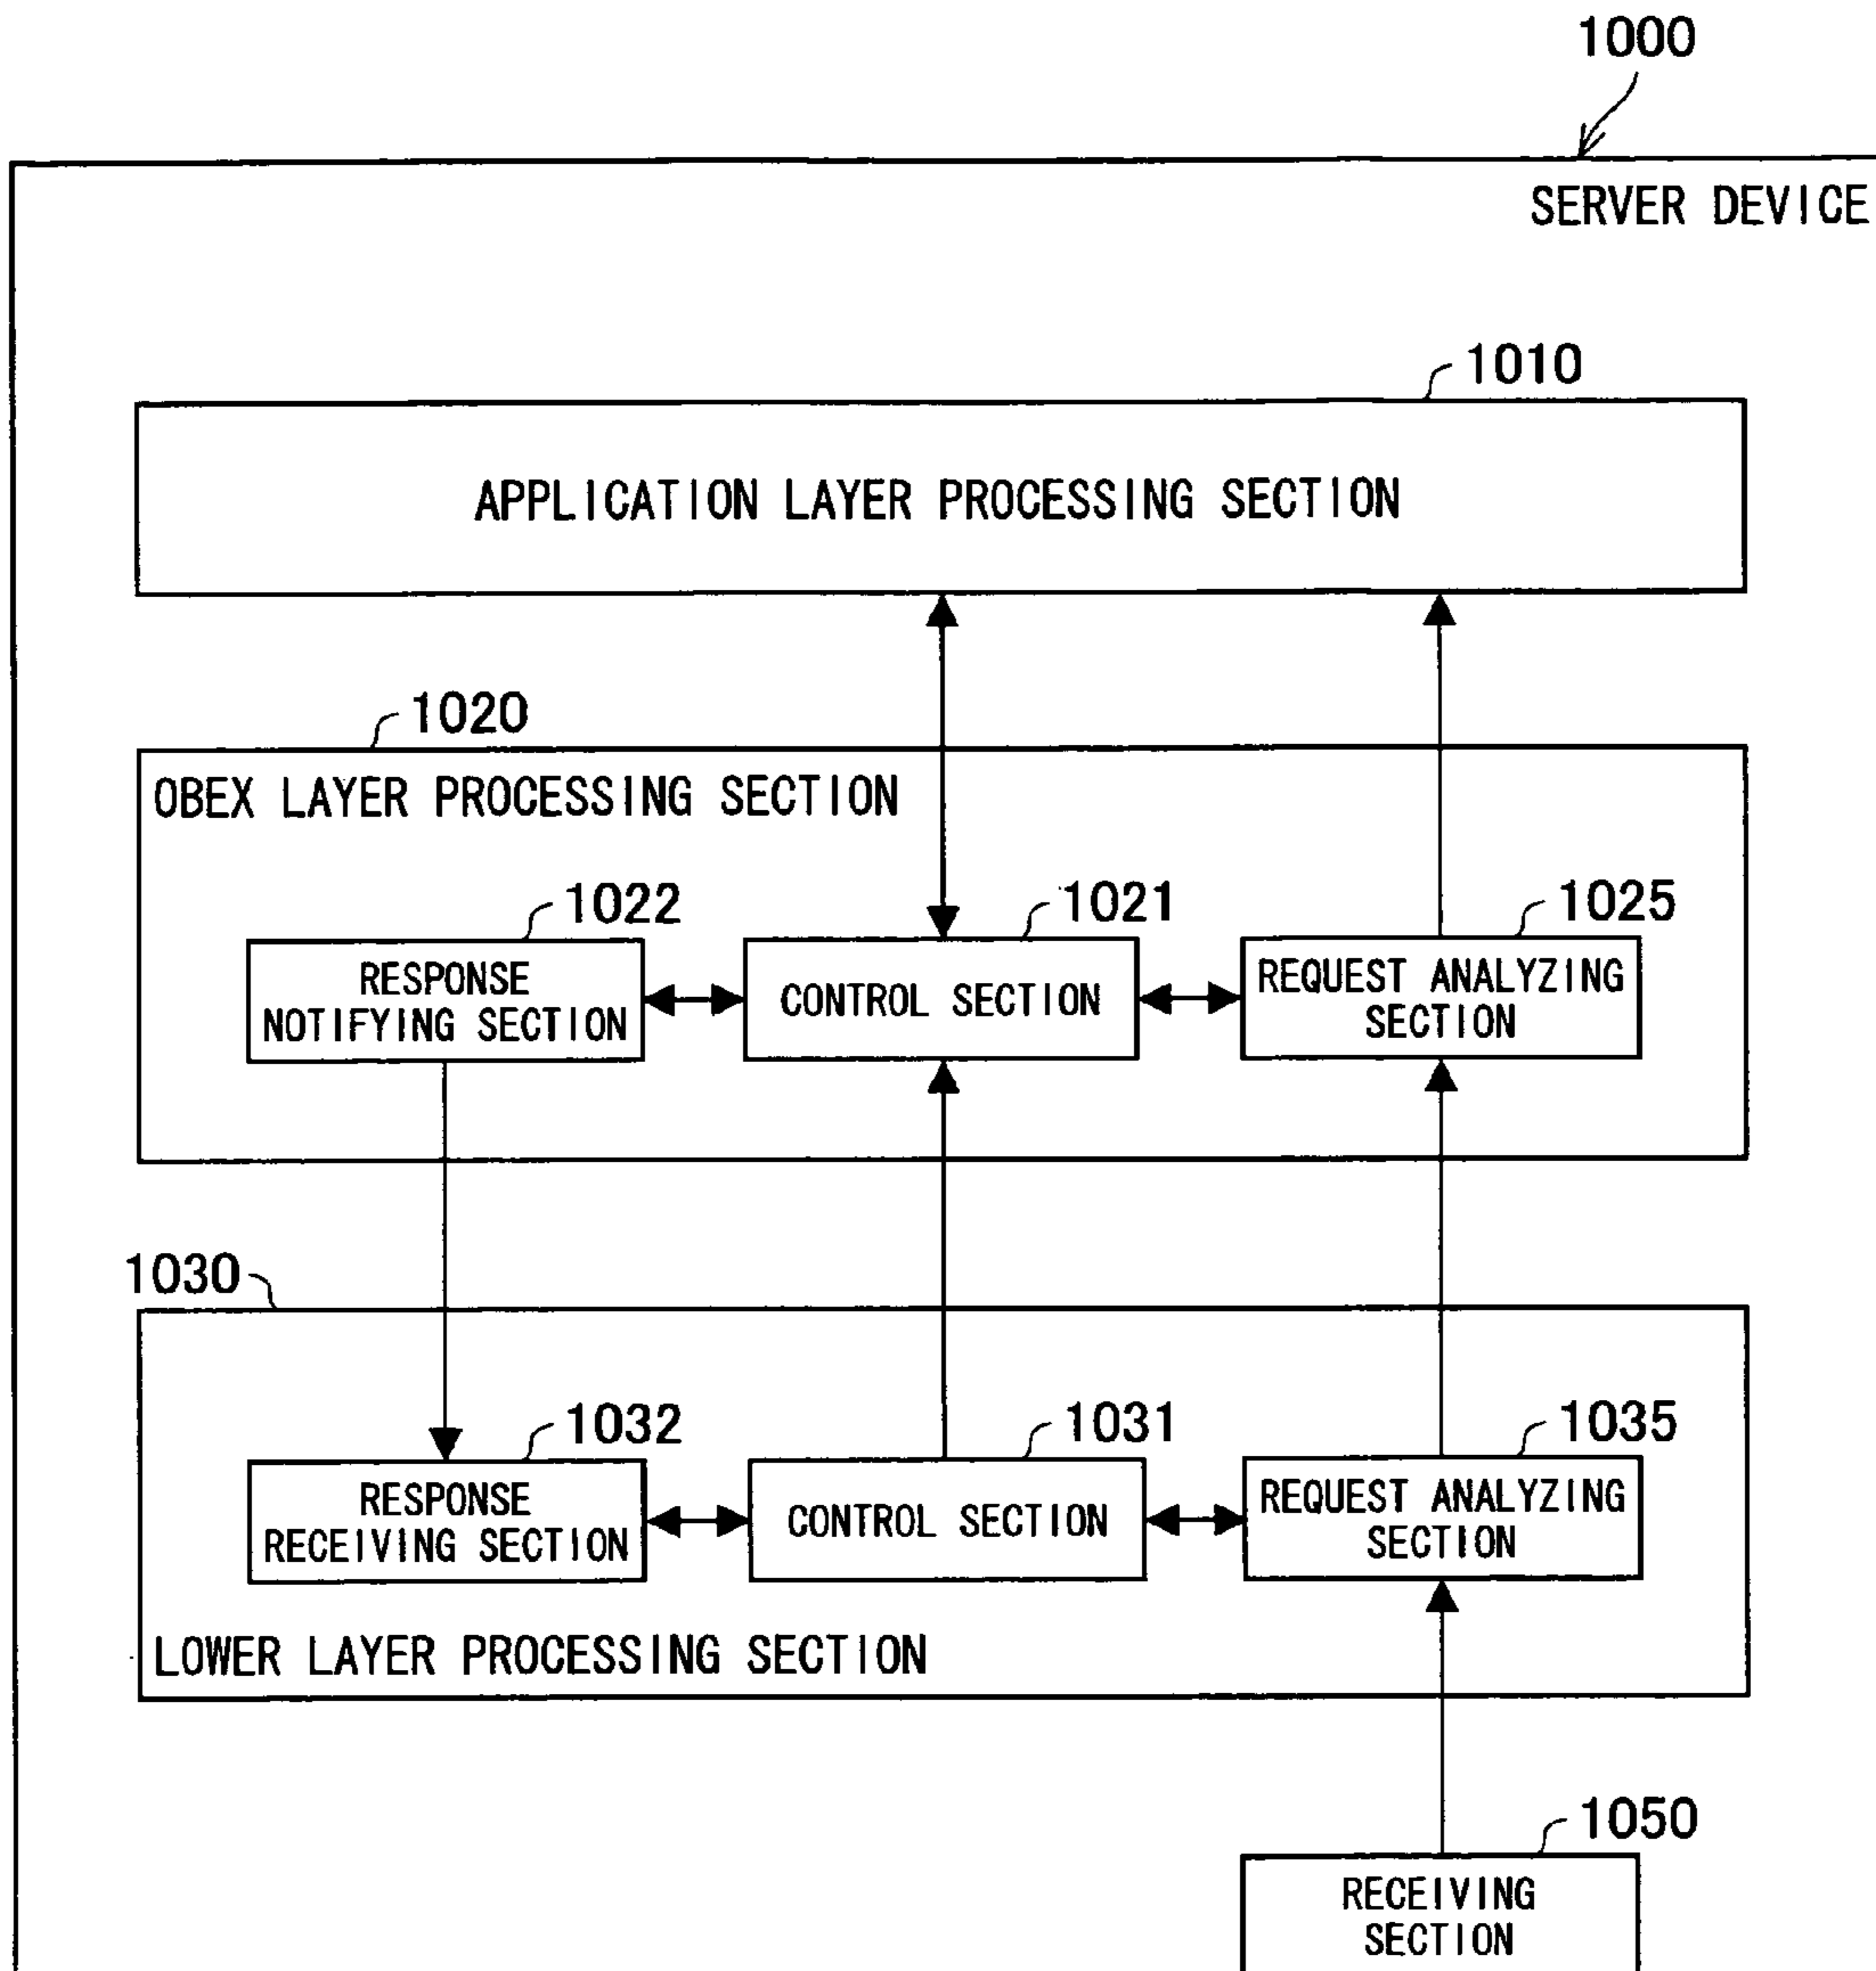 1000
SERVER DEVICE
1010
APPLICATION LAYER PROCESSING SECTION
1020
OBEX LAYER PROCESSING SECTION
1022
1021
1025
RESPONSE
NOTIFYING SECTION
CONTROL SECTION
REQUEST ANALYZING
SECTION
1030
1032
1031
1035
RESPONSE
RECEIVING SECTION
CONTROL SECTION
REQUEST ANALYZING
SECTION
LOWER LAYER PROCESSING SECTION
1050
RECEIVING
SECTION